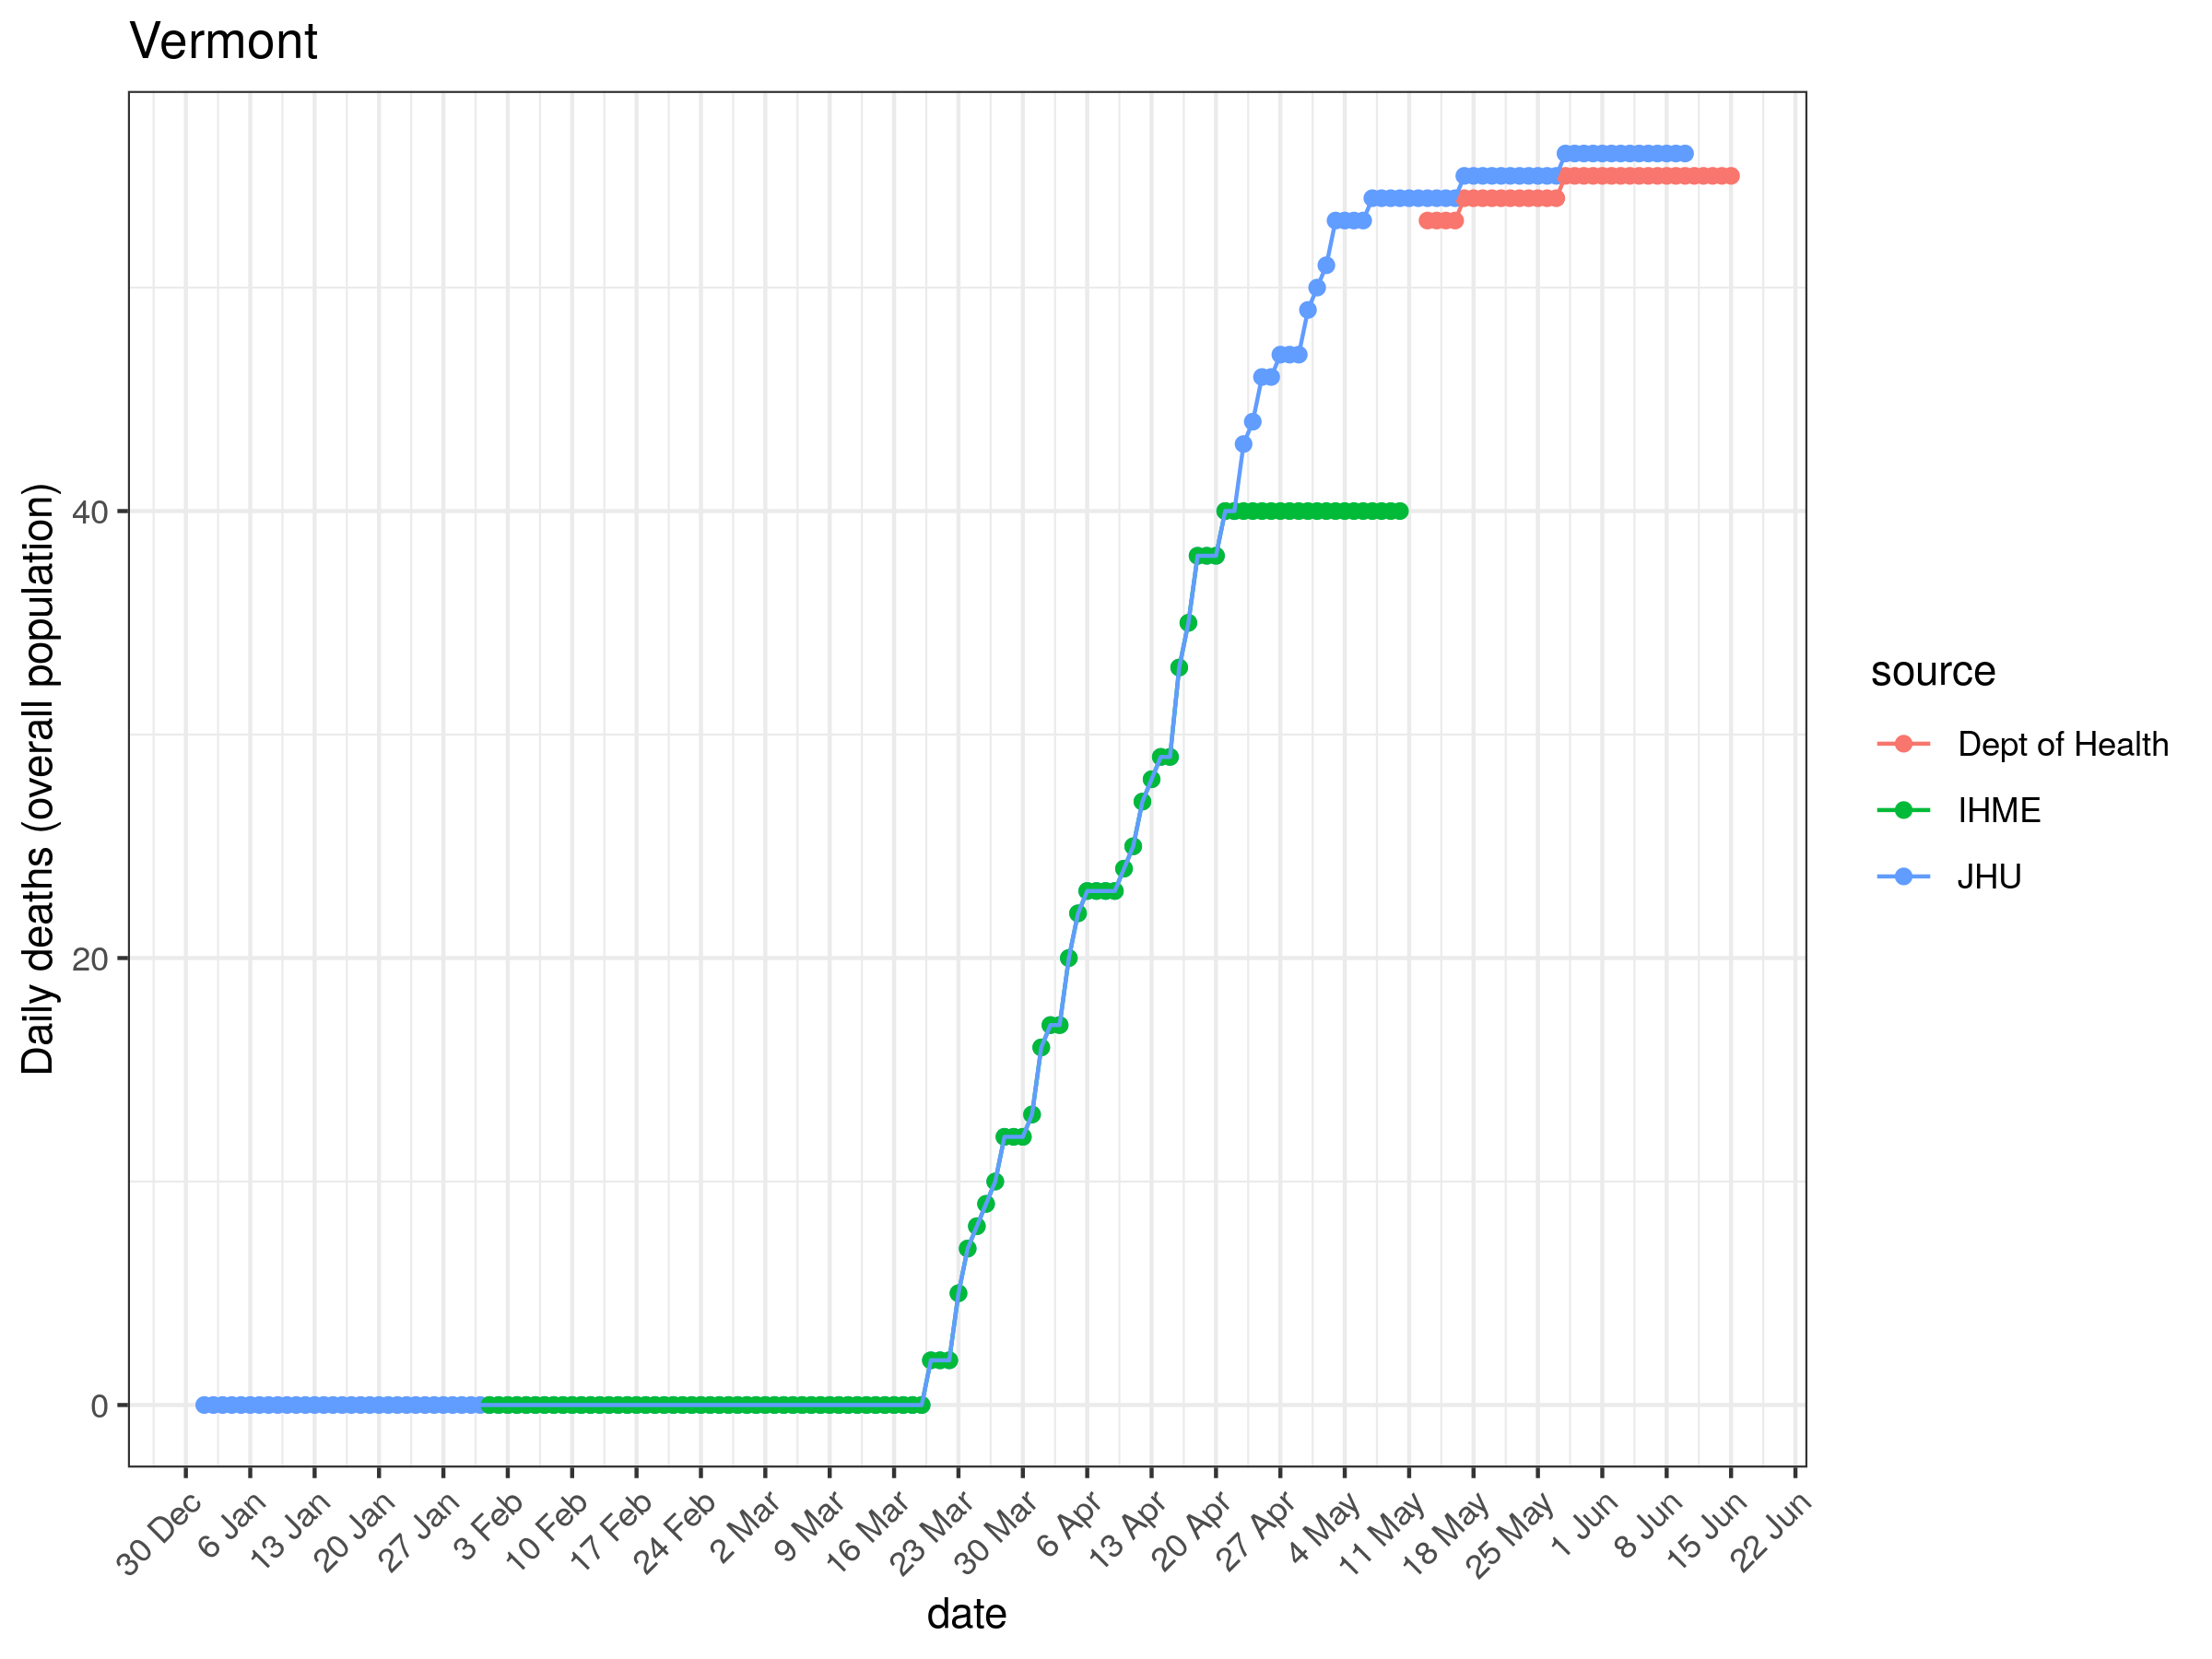 Vermont
Daily deaths (overall population)
40
20
0
30 Dec
6 Jan
13 Jan
20 Jan
27 Jan
3 Feb
10 Feb
17 Feb
24 Feb
2 Mar
9 Mar
16 Mar
23 Mar
30 Mar
6 Apr
13 Apr
20 Apr
27 Apr
4 May
11 May
18 May
25 May
1 Jun
8 Jun
15 Jun
22 Jun
date
source
Dept of Health
IHME
JHU